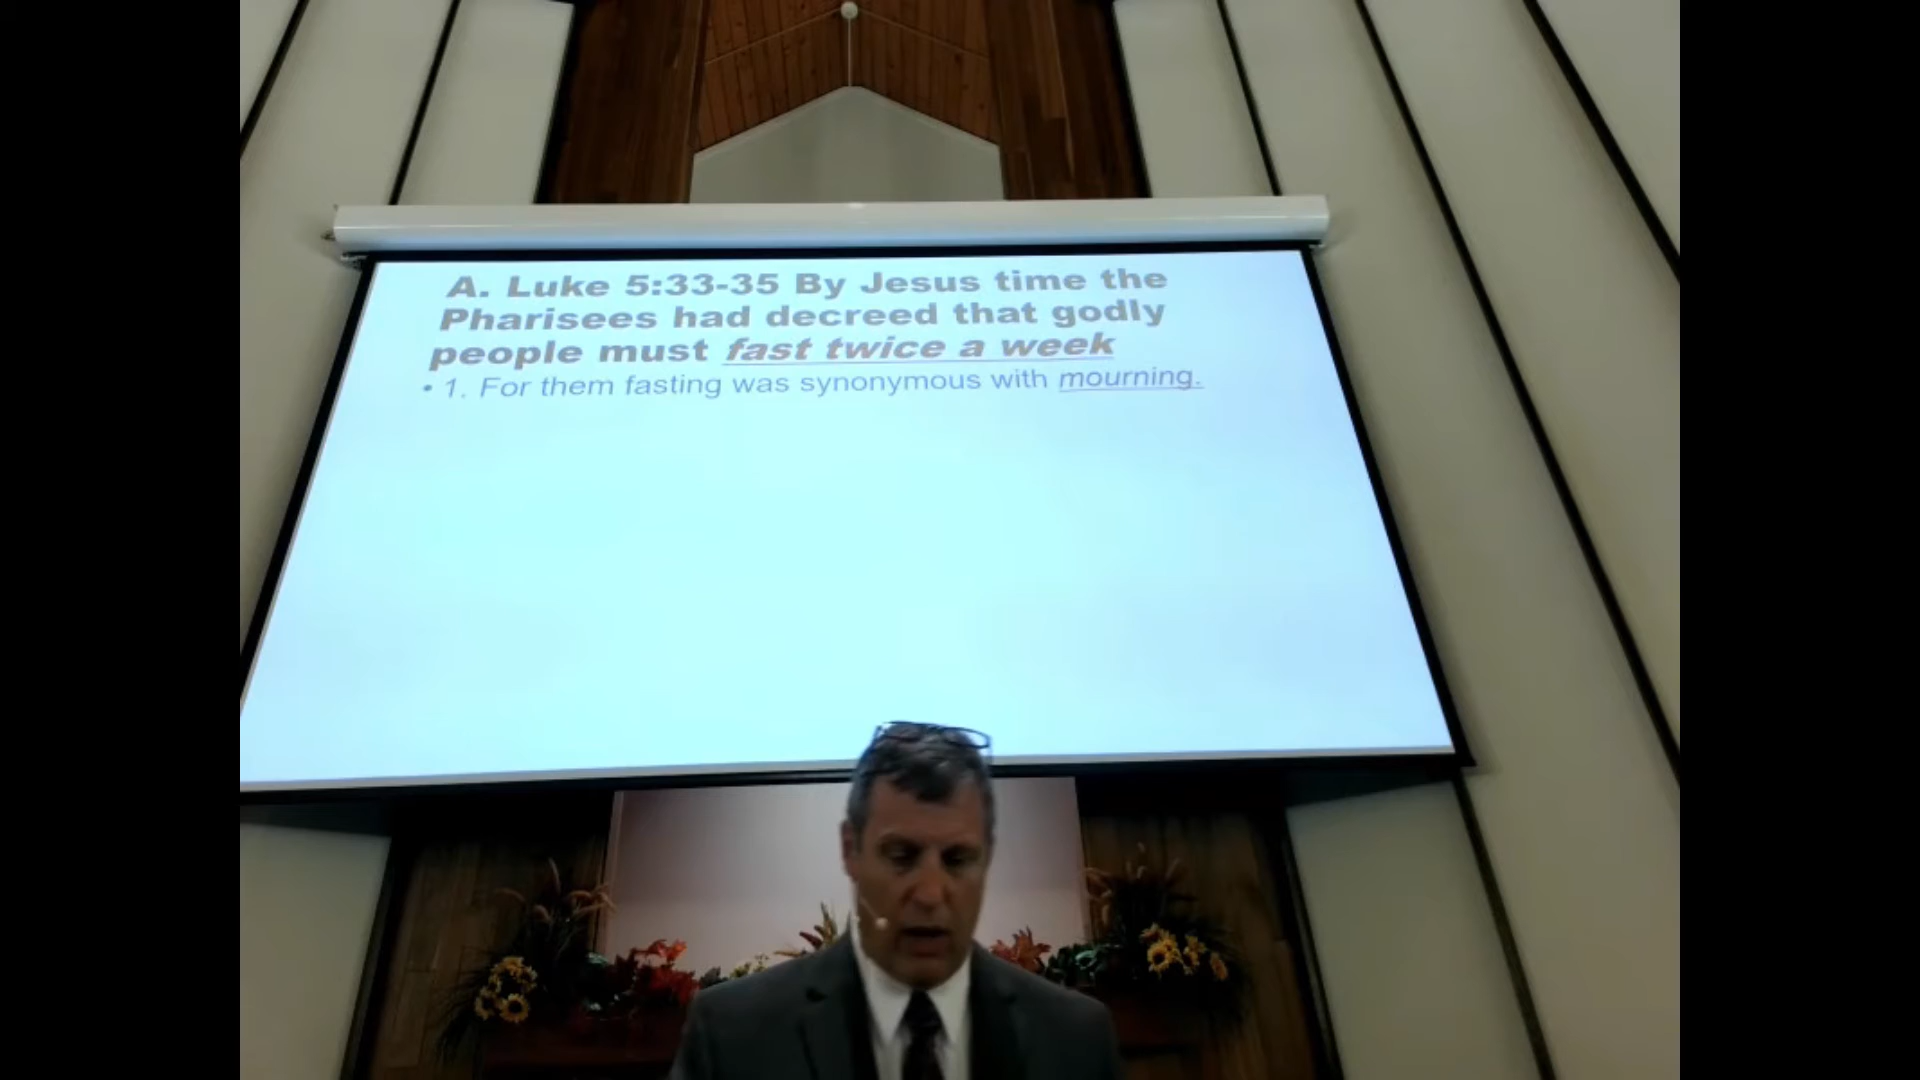 A. Luke 5:33-35 By Jesus time the
Pharisees had decreed that godly
people must fast twice a week
• 1. For them fasting was synonymous with mourning.